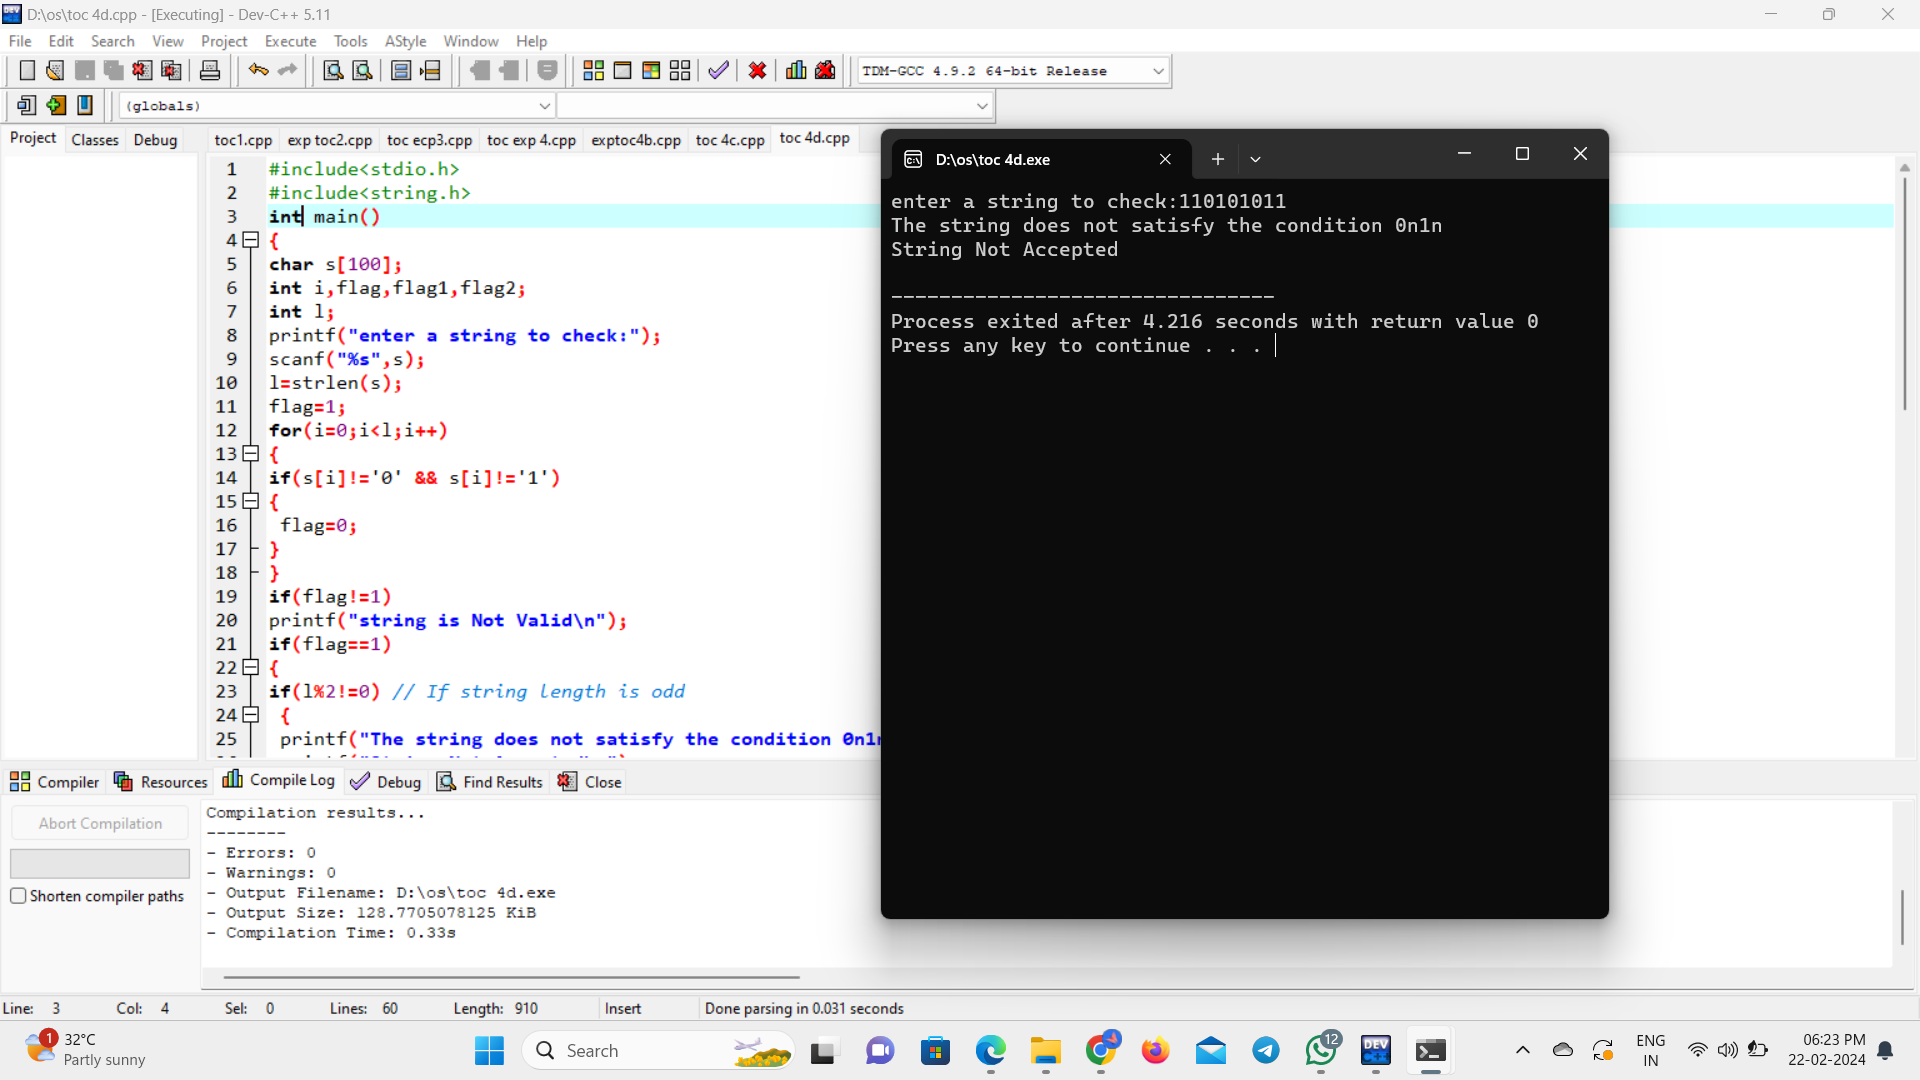 D:\os\toc 4d.cpp - [Executing] - Dev-C++ 5.11
File Edit Search View Project Execute Tools AStyle Window Help
TDM-GCC 4.9.2 64-bit Release
(globals)
Project Classes Debug
toc1.cpp exp toc2.cpp toc ecp3.cpp toc exp 4.cpp exptoc4b.cpp toc 4c.cpp toc 4d.cpp
1 #include<stdio.h>
2 #include<string.h>
3 int main()
4 {
5 char s[100];
6 int i,flag,flag1,flag2;
7 int l;
8 printf("enter a string to check:");
9 scanf("%s",s);
10 l=strlen(s);
11 flag=1;
12 for(i=0;i<l;i++)
13 {
14 if(s[i]!='0' && s[i]!='1')
15 {
16 flag=0;
17 }
18 }
19 if(flag!=1)
20 printf("string is Not Valid\n");
21 if(flag==1)
22 {
23 if(l%2!=0) // If string length is odd
24 {
25 printf("The string does not satisfy the condition 0n1n
D:\os\toc 4d.exe
enter a string to check:110101011
The string does not satisfy the condition 0n1n
String Not Accepted
--------------------------------
Process exited after 4.216 seconds with return value 0
Press any key to continue . . .
Compiler Resources Compile Log Debug Find Results Close
Abort Compilation
Shorten compiler paths
Compilation results...
--------
- Errors: 0
- Warnings: 0
- Output Filename: D:\os\toc 4d.exe
- Output Size: 128.7705078125 KiB
- Compilation Time: 0.33s
Line: 3 Col: 4 Sel: 0 Lines: 60 Length: 910 Insert Done parsing in 0.031 seconds
1
32°C
Partly sunny
Search
12
DEV C++
ENG
IN
06:23 PM
22-02-2024